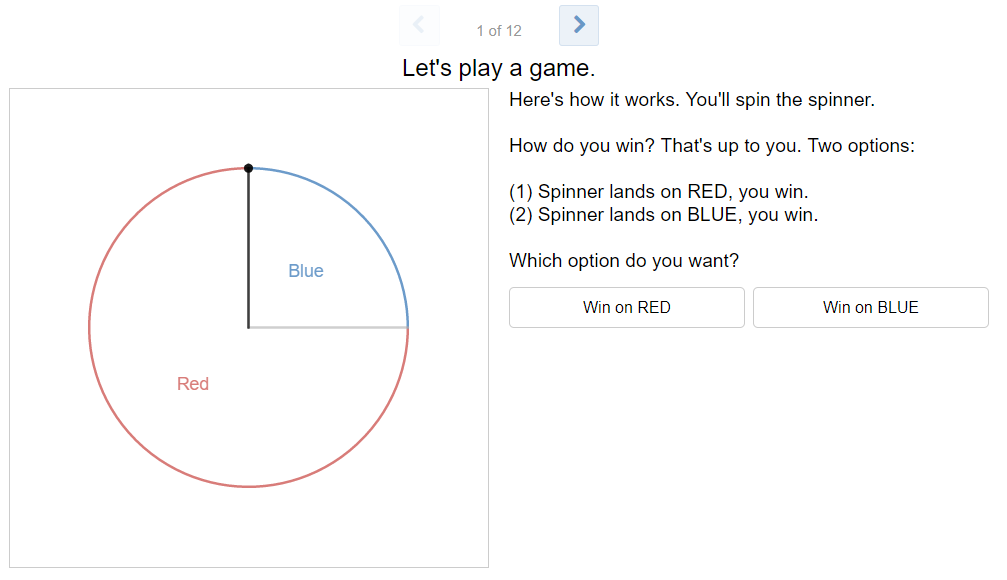 1 of 12
Let's play a game.
Here's how it works. You'll spin the spinner.
How do you win? That's up to you. Two options:
(1) Spinner lands on RED, you win.
(2) Spinner lands on BLUE, you win.
Which option do you want?
Win on RED
Win on BLUE
Blue
Red